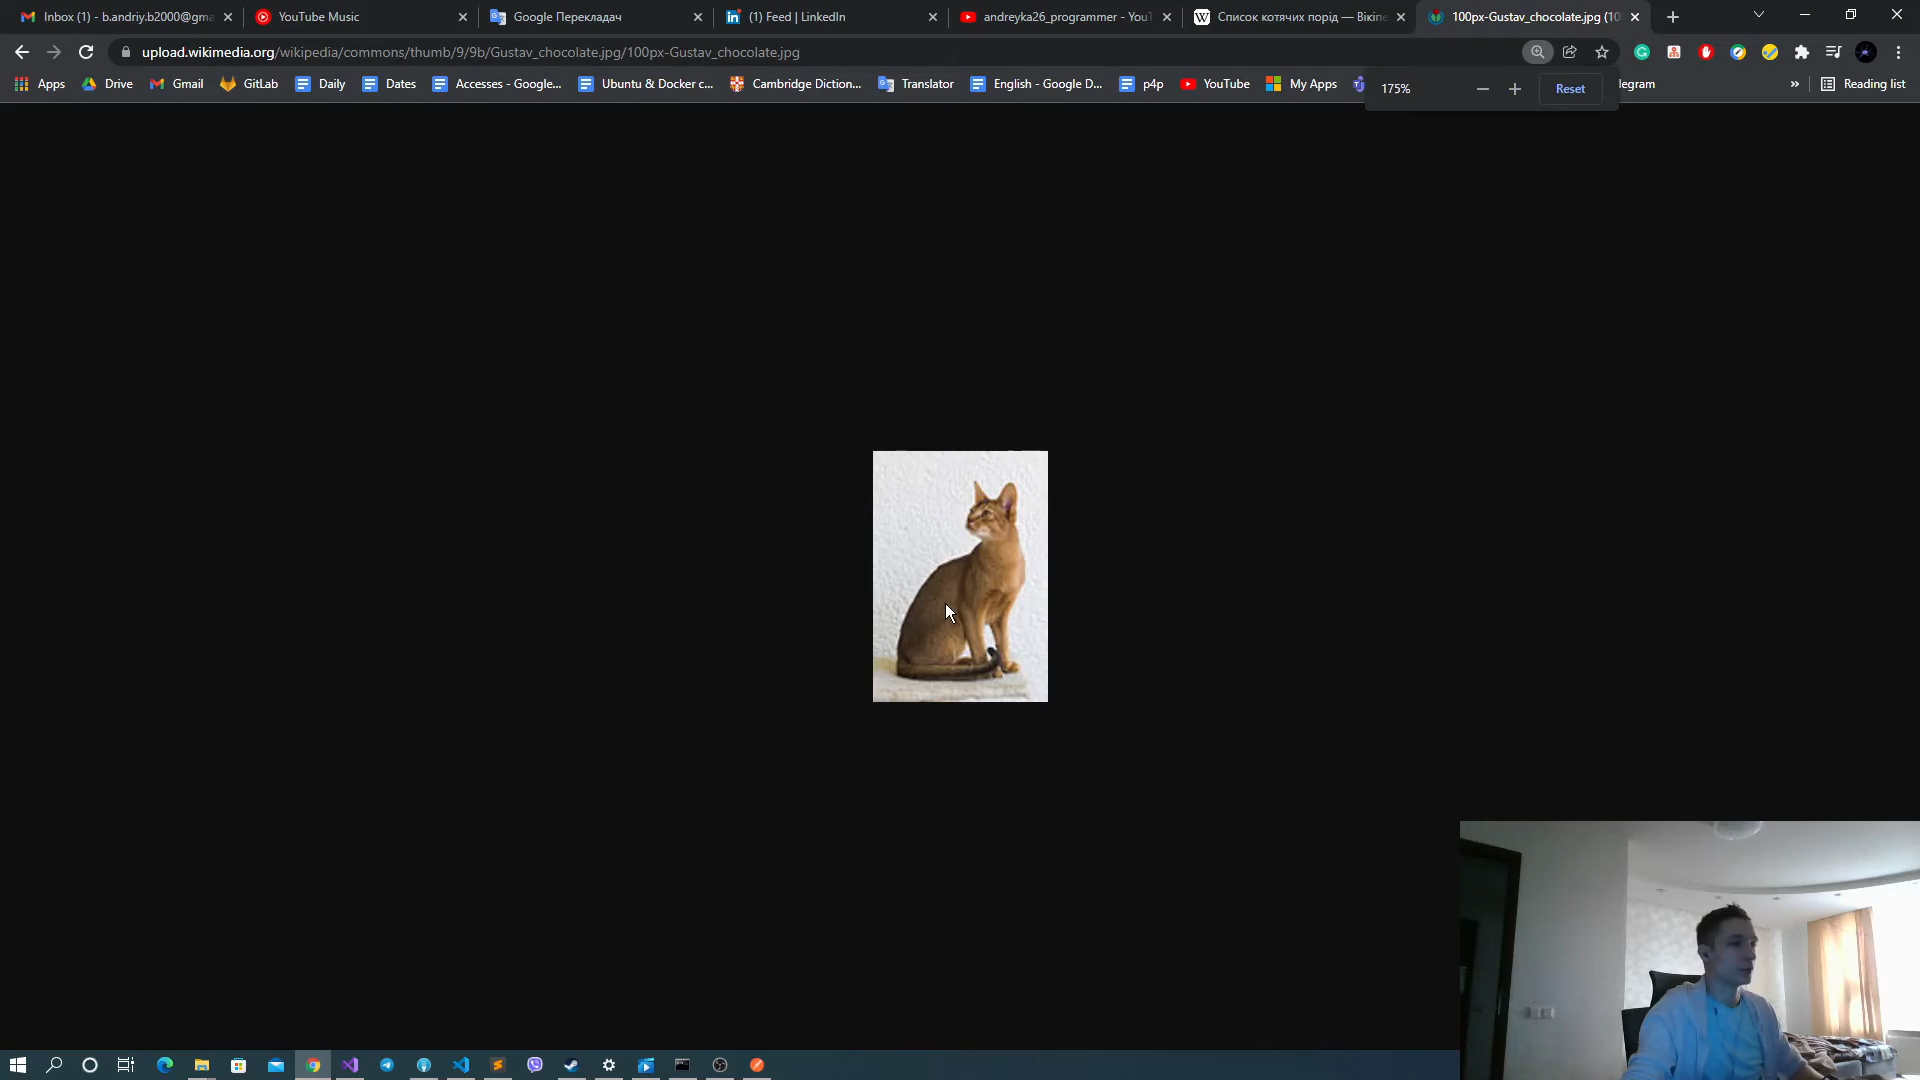 Inbox (1) - b.andriy.b2000@gma
YouTube Music
Google Перекладач
(1) Feed | LinkedIn
andreyka26_programmer - YouT
Список котячих порід — Вікіпе
100px-Gustav_chocolate.jpg (10
upload.wikimedia.org/wikipedia/commons/thumb/9/9b/Gustav_chocolate.jpg/100px-Gustav_chocolate.jpg
Apps
Drive
Gmail
GitLab
Daily
Dates
Accesses - Google...
Ubuntu & Docker c...
Cambridge Diction...
Translator
English - Google D...
p4p
YouTube
My Apps
legram
»
Reading list
175%
Reset